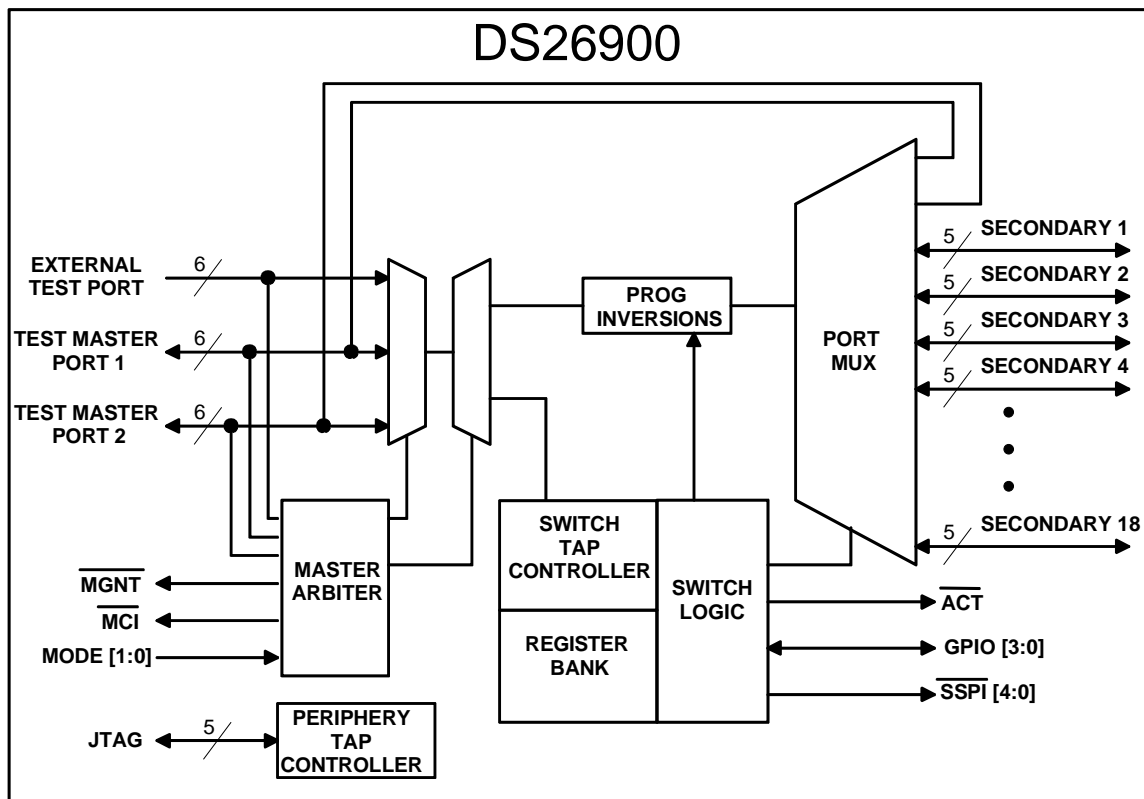 DS26900
EXTERNAL
TEST PORT
6
TEST MASTER
PORT 1
6
TEST MASTER
PORT 2
6
MGNT
MCI
MODE [1:0]
MASTER
ARBITER
JTAG
5
PERIPHERY
TAP
CONTROLLER
PROG
INVERSIONS
SWITCH
TAP
CONTROLLER
REGISTER
BANK
SWITCH
LOGIC
PORT
MUX
5
SECONDARY 1
5
SECONDARY 2
5
SECONDARY 3
5
SECONDARY 4
5
SECONDARY 18
ACT
GPIO [3:0]
SSPI [4:0]